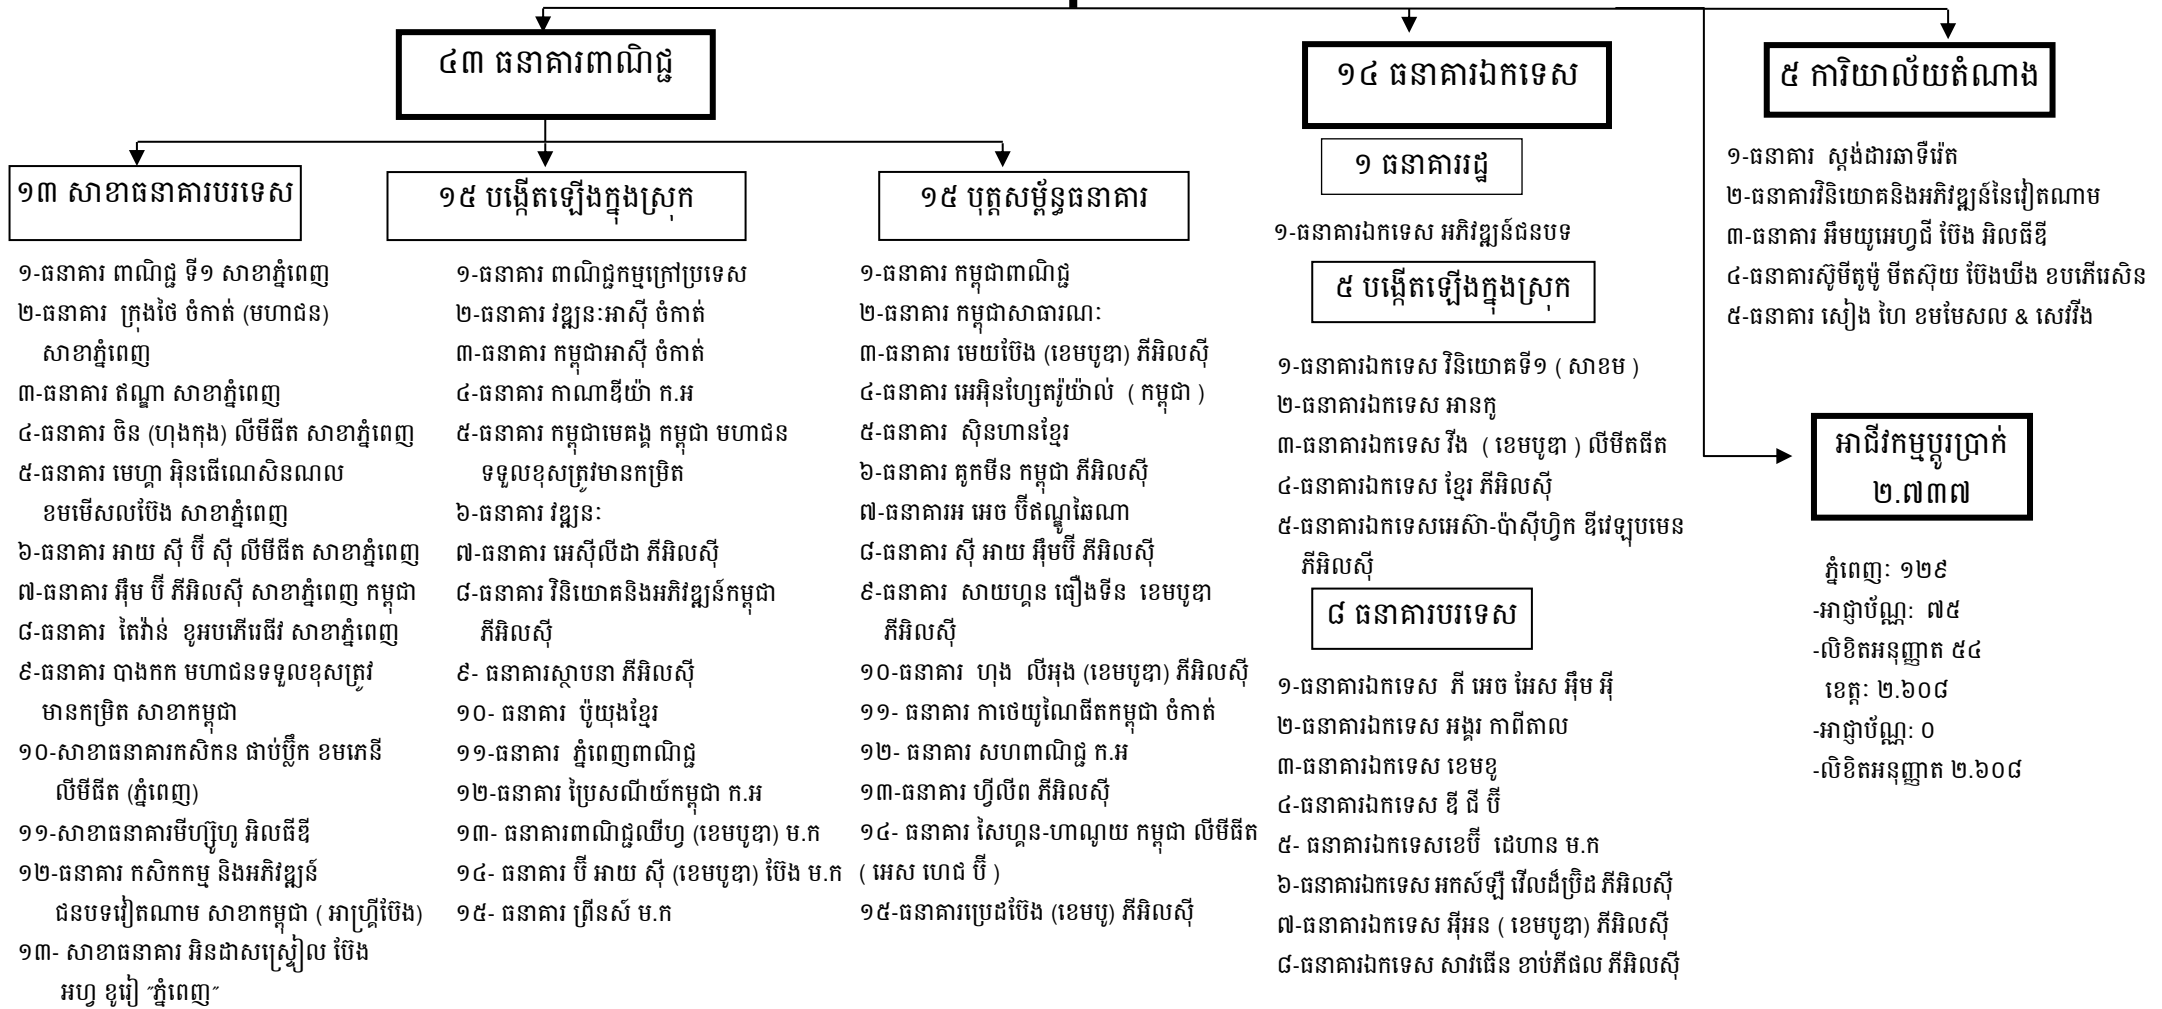 ៤៣ ធនាគារពាណិជ្ជ
១៣ សាខាធនាគារបរទេស
១-ធនាគារ ពាណិជ្ជ ទី១ សាខាភ្នំពេញ
២-ធនាគារ ក្រុងថៃ ចំកាត់ (មហាជន)
សាខាភ្នំពេញ
៣-ធនាគារ ឥណ្ឌា សាខាភ្នំពេញ
៤-ធនាគារ ចិន (ហុងកុង) លីមីធីត សាខាភ្នំពេញ
៥-ធនាគារ មេហ្គា អ៊ិនធើណេសិនណល
ខមមើសលប៊ែង សាខាភ្នំពេញ
៦-ធនាគារ អាយ ស៊ី ប៊ី ស៊ី លីមីធីត សាខាភ្នំពេញ
៧-ធនាគារ អ៊ឹម ប៊ី ភីអិលស៊ី សាខាភ្នំពេញ កម្ពុជា
៨-ធនាគារ តៃវ៉ាន់ ខូអបភើរេធីវ សាខាភ្នំពេញ
៩-ធនាគារ បាងកក មហាជនទទួលខុសត្រូវ
មានកម្រិត សាខាកម្ពុជា
១០-សាខាធនាគារកសិកន ផាប់ប្លឹក ខមភេនី
លីមីធីត (ភ្នំពេញ)
១១-សាខាធនាគារមីហ្ស៊ូហូ អិលធីឌី
១២-ធនាគារ កសិកកម្ម និងអភិវឌ្ឍន៍
ជនបទវៀតណាម សាខាកម្ពុជា ( អាហ្គ្រីប៊ែង)
១៣- សាខាធនាគារ អិនដាសស្ទ្រៀល ប៊ែង
អហ្វ ខូរៀ ˝ភ្នំពេញ˝
១៥ បង្កើតឡើងក្នុងស្រុក
១-ធនាគារ ពាណិជ្ជកម្មក្រៅប្រទេស
២-ធនាគារ វឌ្ឍនៈអាស៊ី ចំកាត់
៣-ធនាគារ កម្ពុជាអាស៊ី ចំកាត់
៤-ធនាគារ កាណាឌីយ៉ា ក.អ
៥-ធនាគារ កម្ពុជាមេគង្គ កម្ពុជា មហាជន
ទទួលខុសត្រូវមានកម្រិត
៦-ធនាគារ វឌ្ឍនៈ
៧-ធនាគារ អេស៊ីលីដា ភីអិលស៊ី
៨-ធនាគារ វិនិយោគនិងអភិវឌ្ឍន៍កម្ពុជា
ភីអិលស៊ី
៩- ធនាគារស្ថាបនា ភីអិលស៊ី
១០- ធនាគារ ប៉ូយុងខ្មែរ
១១-ធនាគារ ភ្នំពេញពាណិជ្ជ
១២-ធនាគារ ប្រៃសណីយ៍កម្ពុជា ក.អ
១៣- ធនាគារពាណិជ្ជឈីហ្វ (ខេមបូឌា) ម.ក
១៤- ធនាគារ ប៊ី អាយ ស៊ី (ខេមបូឌា) ប៊ែង ម.ក
១៥- ធនាគារ ព្រីនស៍ ម.ក
១៥ បុត្តសម្ព័ន្ធធនាគារ
១-ធនាគារ កម្ពុជាពាណិជ្ជ
២-ធនាគារ កម្ពុជាសាធារណៈ
៣-ធនាគារ មេយប៊ែង (ខេមបូឌា) ភីអិលស៊ី
៤-ធនាគារ អេអ៊ិនហ្សែតរ៉ូយ៉ាល់ ( កម្ពុជា )
៥-ធនាគារ ស៊ិនហានខ្មែរ
៦-ធនាគារ គូកមីន កម្ពុជា ភីអិលស៊ី
៧-ធនាគារអ អេច ប៊ីឥណ្ឌូឆៃណា
៨-ធនាគារ ស៊ី អាយ អ៊ឹមប៊ី ភីអិលស៊ី
៩-ធនាគារ សាយហ្គន ធឿងទីន ខេមបូឌា
ភីអិលស៊ី
១០-ធនាគារ ហុង លីអុង (ខេមបូឌា) ភីអិលស៊ី
១១- ធនាគារ កាថេយូណៃធីតកម្ពុជា ចំកាត់
១២- ធនាគារ សហពាណិជ្ជ ក.អ
១៣-ធនាគារ ហ្វីលីព ភីអិលស៊ី
១៤- ធនាគារ សៃហ្គន-ហាណូយ កម្ពុជា លីមីធីត
( អេស ហេជ ប៊ី )
១៥-ធនាគារប្រេដប៊ែង (ខេមបូ) ភីអិលស៊ី
១៤ ធនាគារឯកទេស
១ ធនាគាររដ្ឋ
១-ធនាគារឯកទេស អភិវឌ្ឍន៍ជនបទ
៥ បង្កើតឡើងក្នុងស្រុក
១-ធនាគារឯកទេស វិនិយោគទី១ ( សាខម )
២-ធនាគារឯកទេស អានកូ
៣-ធនាគារឯកទេស វីង ( ខេមបូឌា ) លីមីតធីត
៤-ធនាគារឯកទេស ខ្មែរ ភីអិលស៊ី
៥-ធនាគារឯកទេសអេស៊ា-ប៉ាស៊ីហ្វិក ឌីវេឡុបមេន
ភីអិលស៊ី
៨ ធនាគារបរទេស
១-ធនាគារឯកទេស ភី អេច អែស អ៊ឹម អ៊ី
២-ធនាគារឯកទេស អង្គរ កាពីតាល
៣-ធនាគារឯកទេស ខេមខូ
៤-ធនាគារឯកទេស ឌី ជី ប៊ី
៥- ធនាគារឯកទេសខេប៊ី ដេហាន ម.ក
៦-ធនាគារឯកទេស អកស៍ឡឺ វើលដ៍ប្រ៊ិដ ភីអិលស៊ី
៧-ធនាគារឯកទេស អ៊ីអន ( ខេមបូឌា) ភីអិលស៊ី
៨-ធនាគារឯកទេស សាវធើន ខាប់ភីផល ភីអិលស៊ី
៥ ការិយាល័យតំណាង
១-ធនាគារ ស្តង់ដារឆាទឺរ៉េត
២-ធនាគារវិនិយោគនិងអភិវឌ្ឍន៍នៃវៀតណាម
៣-ធនាគារ អឹមយូអេហ្វជី ប៊ែង អិលធីឌី
៤-ធនាគារស៊ូមីតូម៉ូ មីតស៊ុយ ប៊ែងឃីង ខបភើរេសិន
៥-ធនាគារ សៀង ហៃ ខមមែសល & សេវវីង
អាជីវកម្មប្តូរប្រាក់
២.៧៣៧
ភ្នំពេញៈ ១២៩
-អាជ្ញាប័ណ្ណៈ ៧៥
-លិខិតអនុញ្ញាត ៥៤
ខេត្តៈ ២.៦០៨
-អាជ្ញាប័ណ្ណៈ ០
-លិខិតអនុញ្ញាត ២.៦០៨